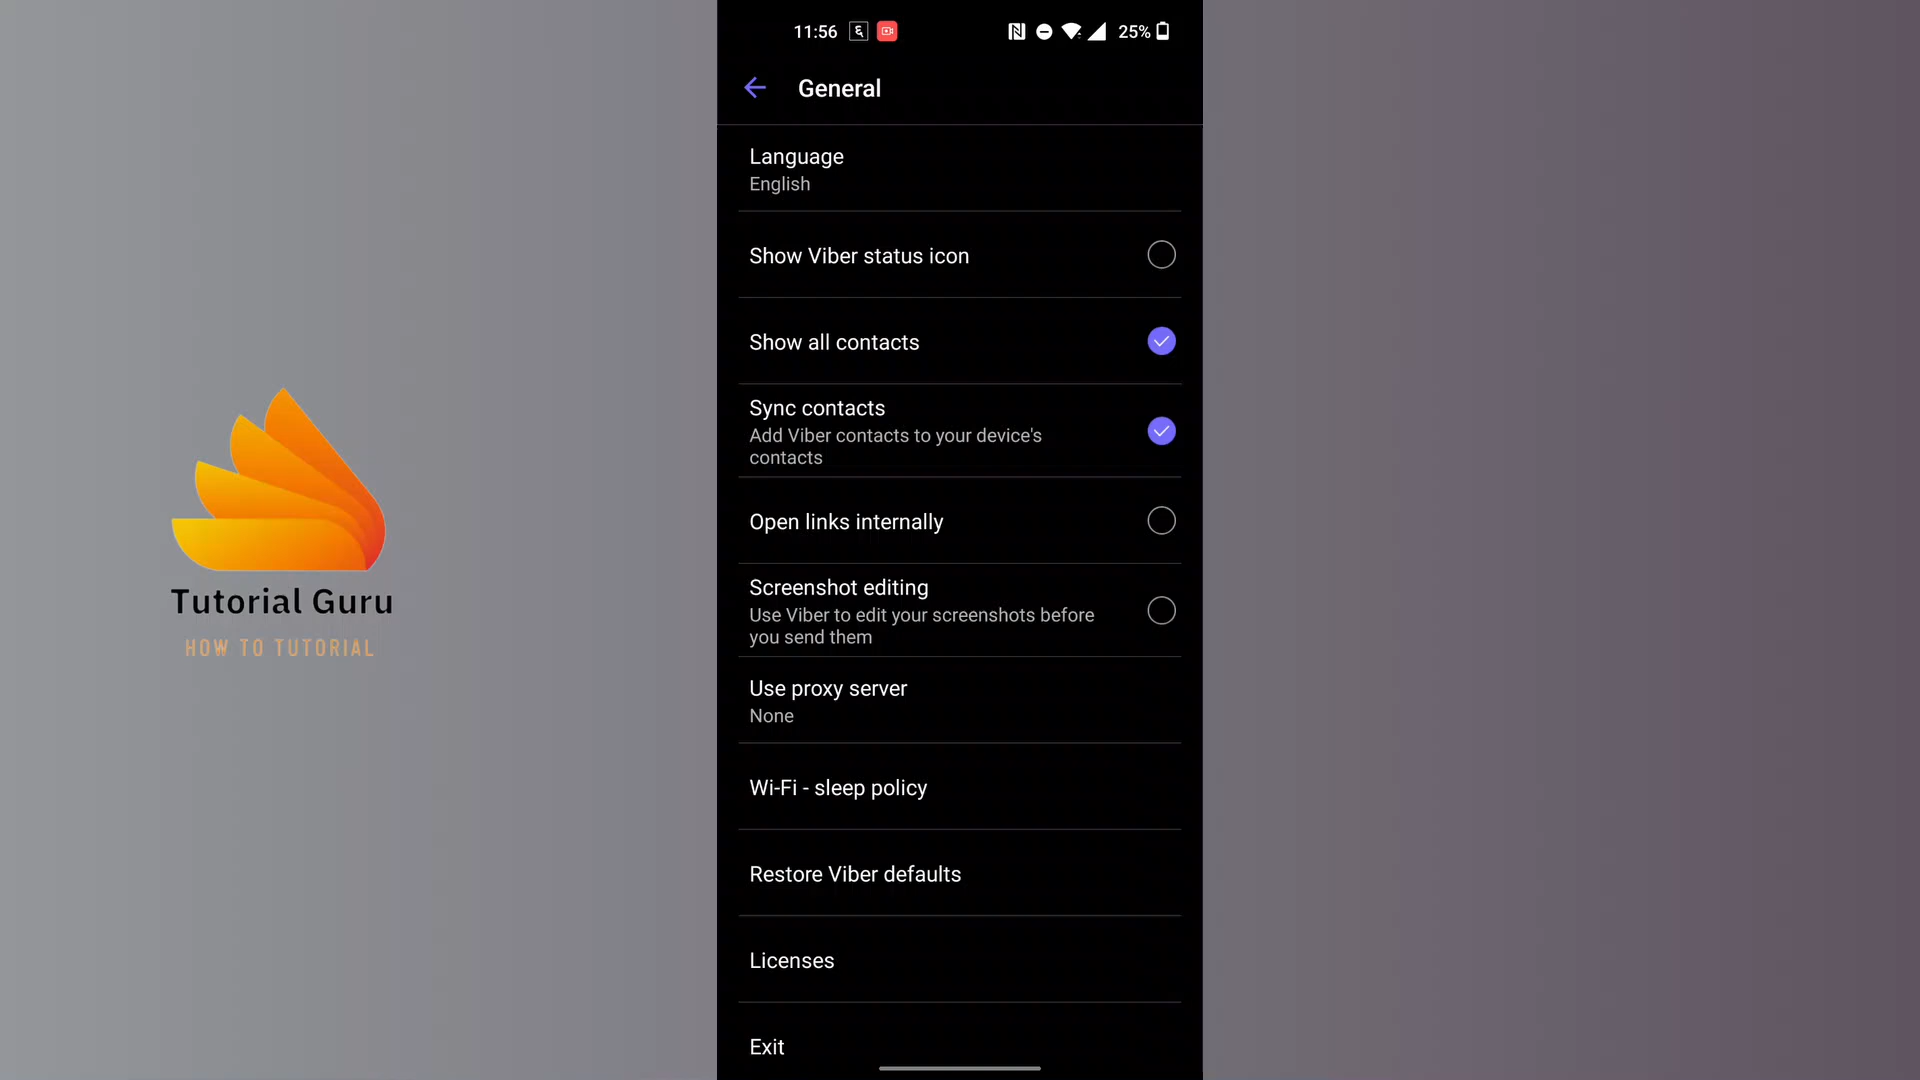 11:56
25%
General
Language
English
Show Viber status icon
Show all contacts
Sync contacts
Add Viber contacts to your device's
contacts
Open links internally
Screenshot editing
Use Viber to edit your screenshots before
you send them
Use proxy server
None
Wi-Fi - sleep policy
Restore Viber defaults
Licenses
Exit
Tutorial Guru
HOW TO TUTORIAL